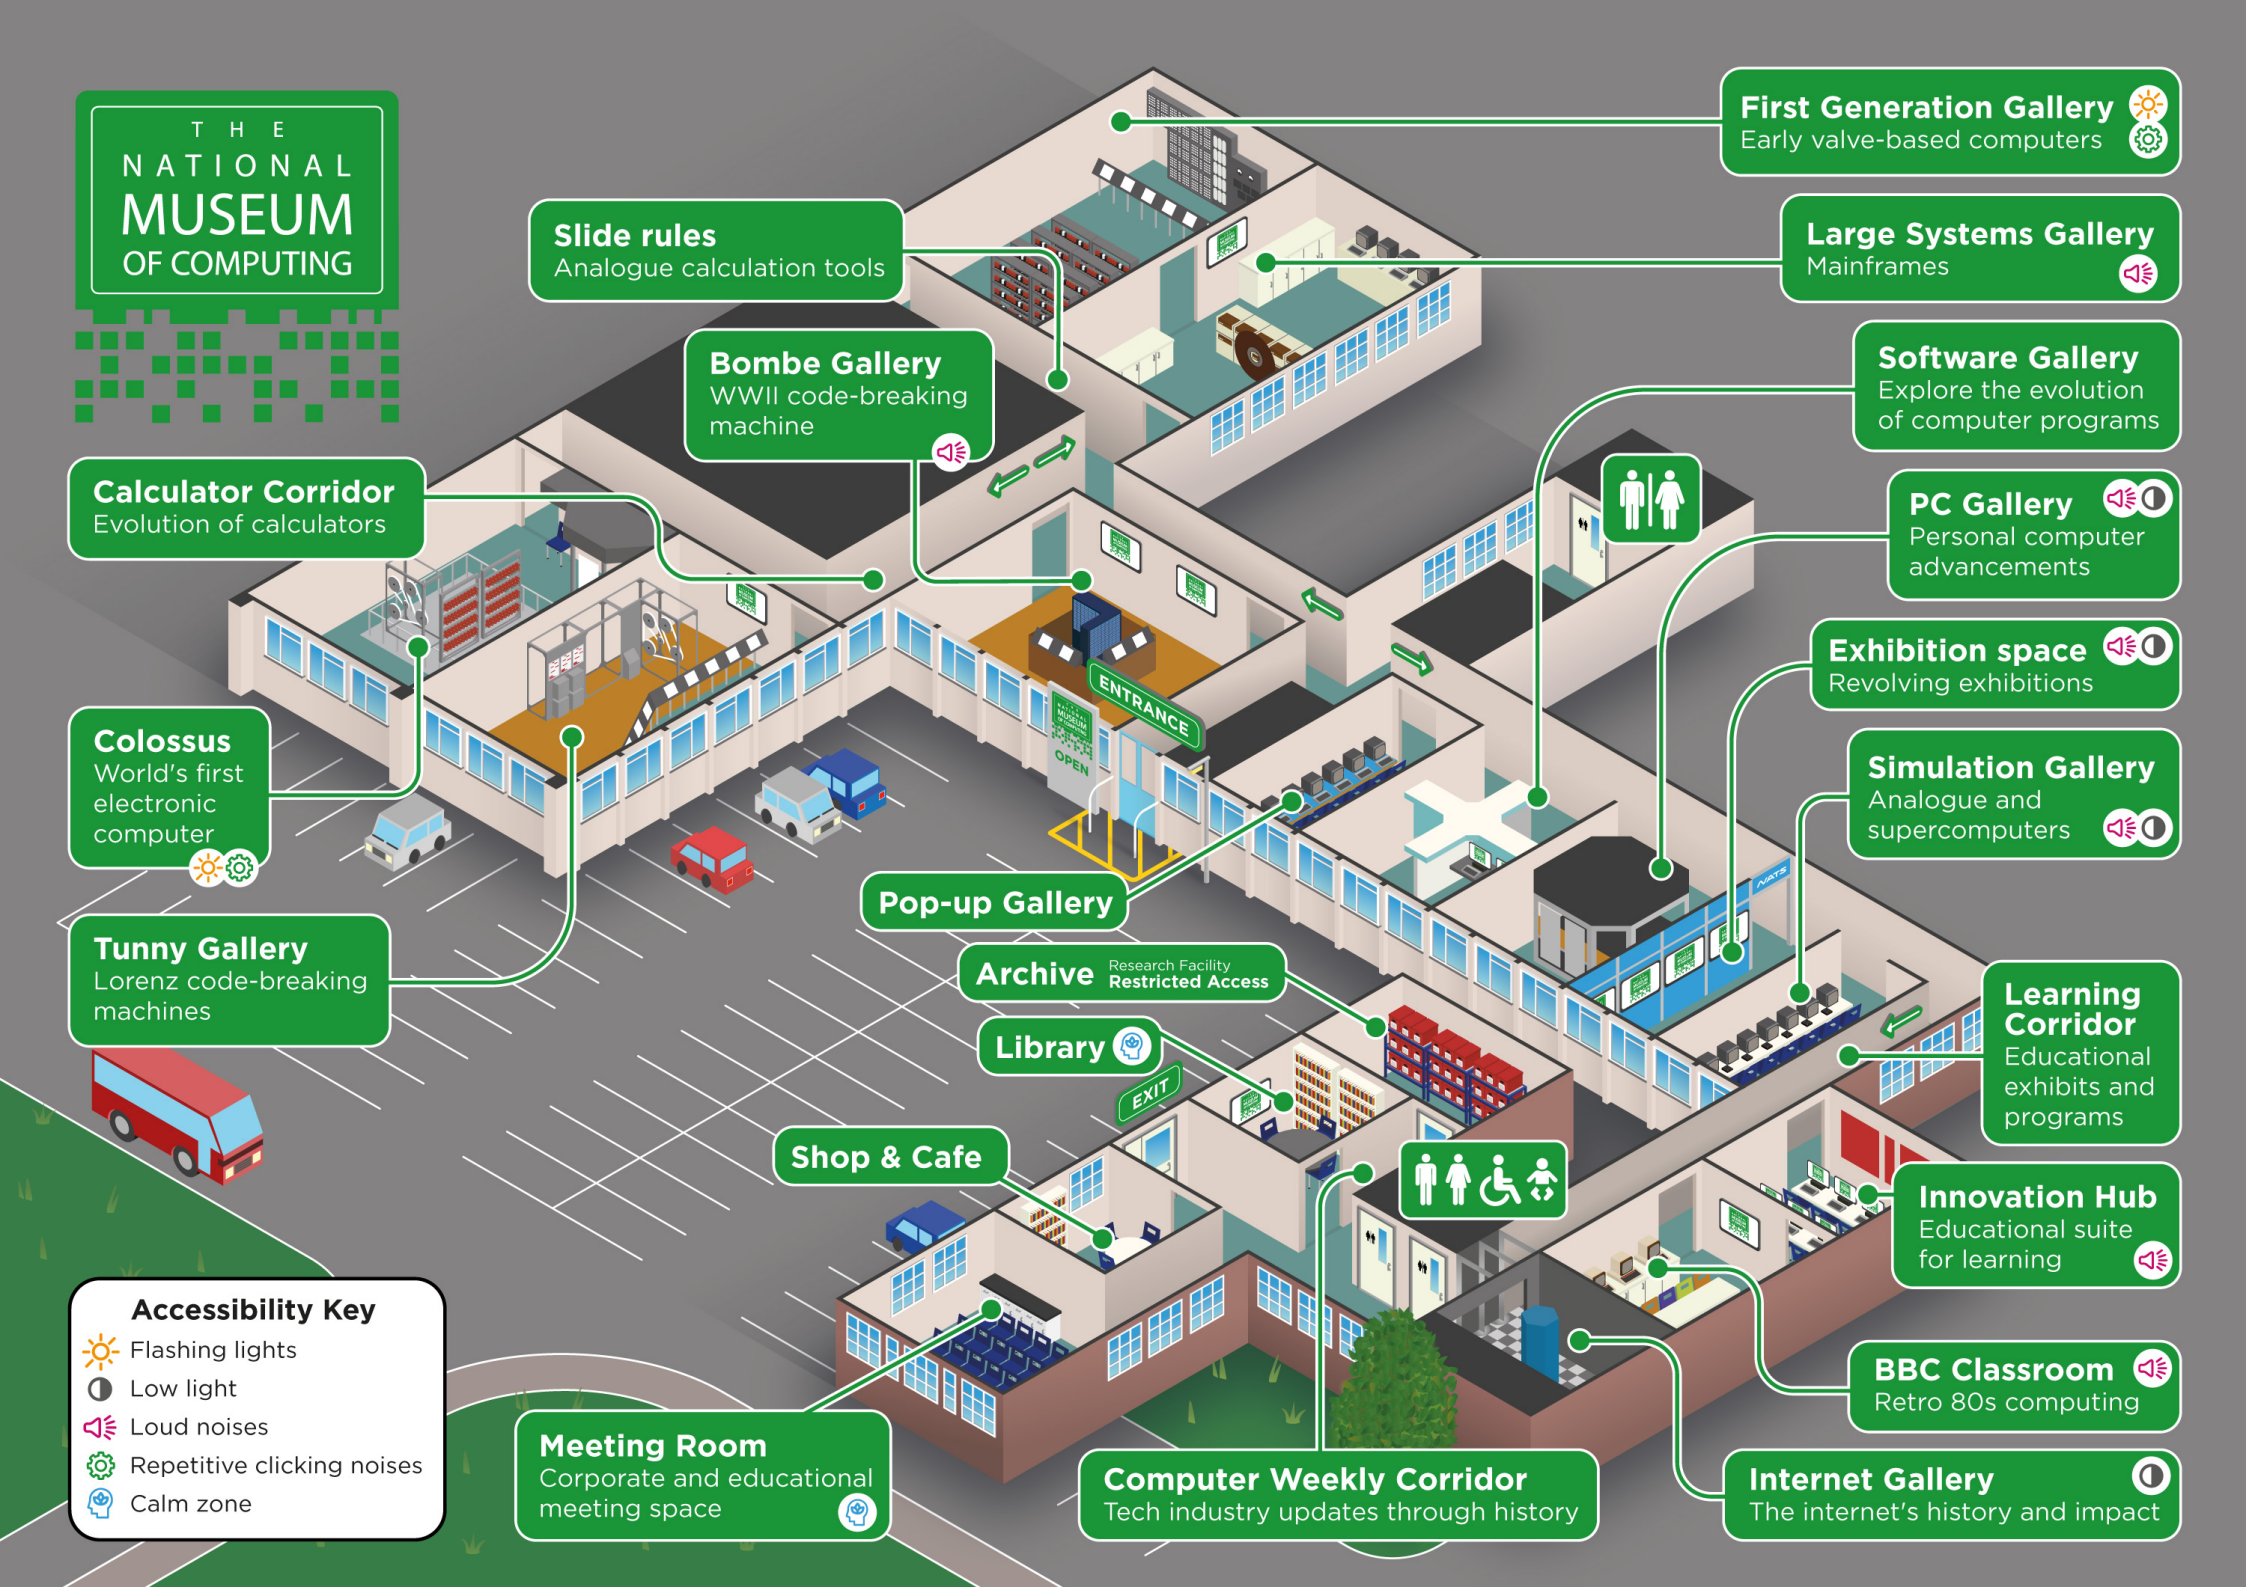 THE
NATIONAL
MUSEUM
OF COMPUTING
First Generation Gallery
Early valve-based computers
Slide rules
Analogue calculation tools
Large Systems Gallery
Mainframes
Bombe Gallery
WWII code-breaking
machine
Software Gallery
Explore the evolution
of computer programs
Calculator Corridor
Evolution of calculators
PC Gallery
Personal computer
advancements
Exhibition space
Revolving exhibitions
ENTRANCE
NATIONAL
MUSEUM
OF COMPUTING
OPEN
Colossus
World's first
electronic
computer
Simulation Gallery
Analogue and
supercomputers
NATS
Pop-up Gallery
Tunny Gallery
Lorenz code-breaking
machines
Archive
Research Facility
Restricted Access
Library
EXIT
Learning
Corridor
Educational
exhibits and
programs
Shop & Cafe
Innovation Hub
Educational suite
for learning
Accessibility Key
Flashing lights
Low light
Loud noises
Repetitive clicking noises
Calm zone
BBC Classroom
Retro 80s computing
Meeting Room
Corporate and educational
meeting space
Computer Weekly Corridor
Tech industry updates through history
Internet Gallery
The internet's history and impact